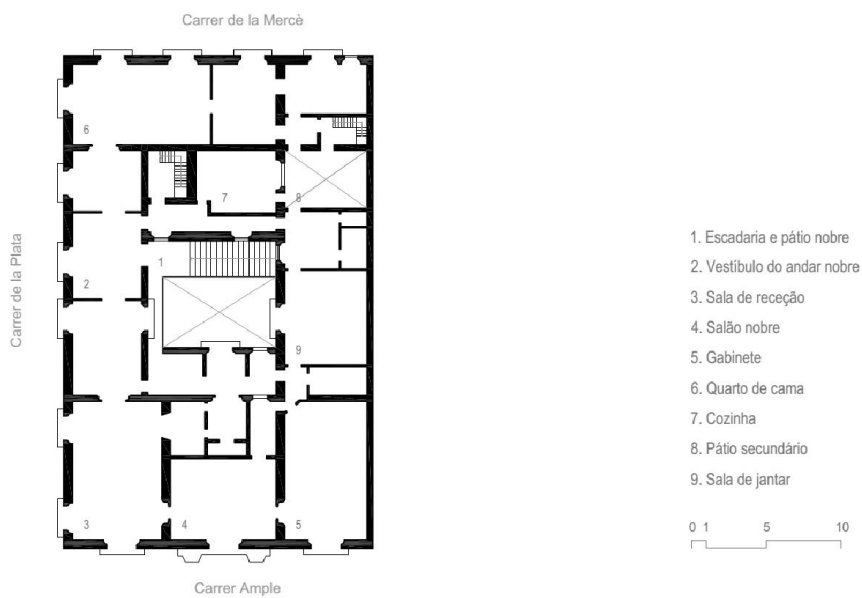 Carrer de la Mercè
Carrer de la Plata
6
7
8
1
2
9
3
4
5
Carrer Ample
1. Escadaria e pátio nobre
2. Vestíbulo do andar nobre
3. Sala de receção
4. Salão nobre
5. Gabinete
6. Quarto de cama
7. Cozinha
8. Pátio secundário
9. Sala de jantar
0 1 5 10